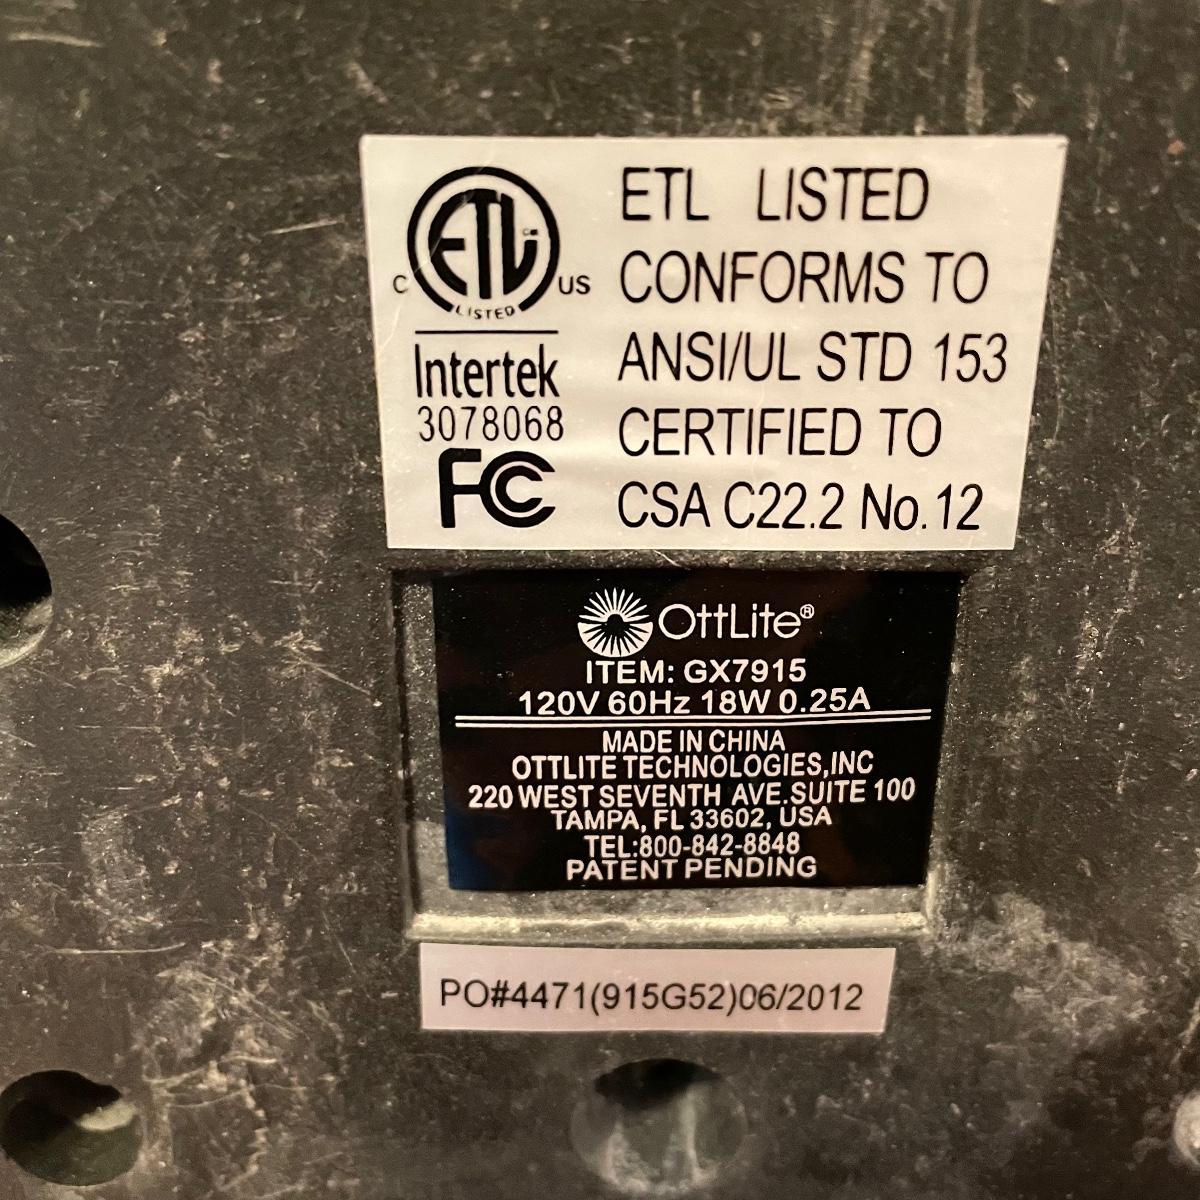 ETL
LISTED
C US
Intertek
3078068
FC
ETL LISTED
CONFORMS TO
ANSI/UL STD 153
CERTIFIED TO
CSA C22.2 No.12
OttLite®
ITEM: GX7915
120V 60Hz 18W 0.25A
MADE IN CHINA
OTTLITE TECHNOLOGIES,INC
220 WEST SEVENTH AVE.SUITE 100
TAMPA, FL 33602, USA
TEL:800-842-8848
PATENT PENDING
PO#4471(915G52)06/2012